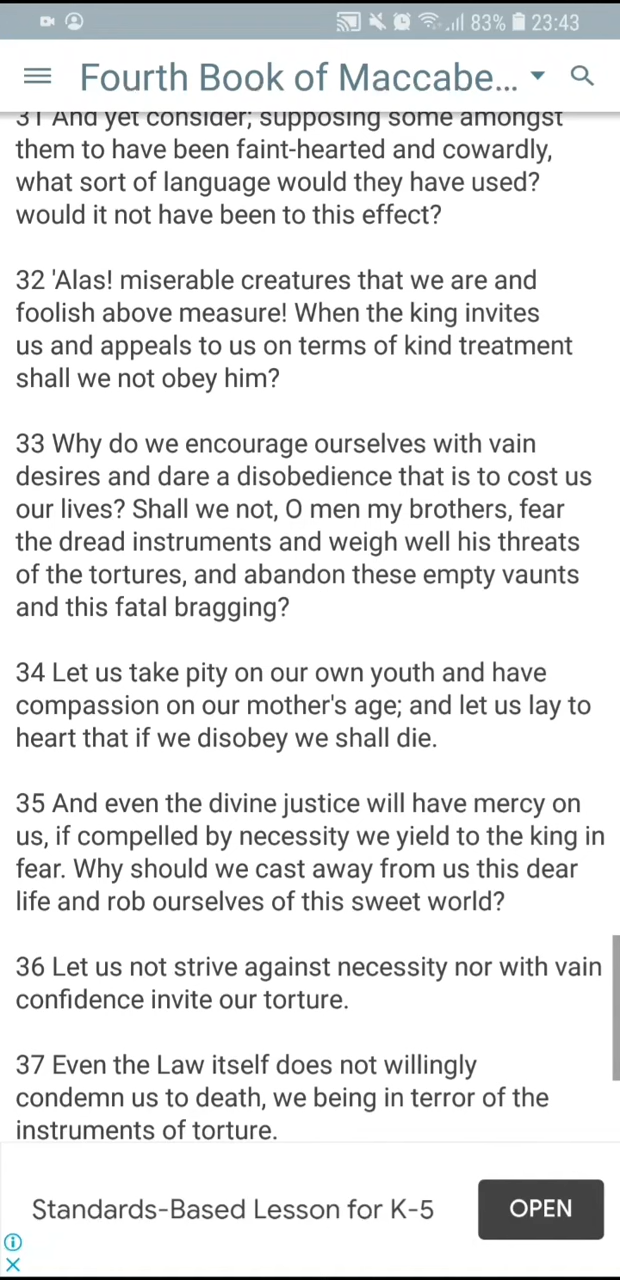 83% 23:43
Fourth Book of Maccabe...
31 And yet consider; supposing some amongst
them to have been faint-hearted and cowardly,
what sort of language would they have used?
would it not have been to this effect?
32 'Alas! miserable creatures that we are and
foolish above measure! When the king invites
us and appeals to us on terms of kind treatment
shall we not obey him?
33 Why do we encourage ourselves with vain
desires and dare a disobedience that is to cost us
our lives? Shall we not, O men my brothers, fear
the dread instruments and weigh well his threats
of the tortures, and abandon these empty vaunts
and this fatal bragging?
34 Let us take pity on our own youth and have
compassion on our mother's age; and let us lay to
heart that if we disobey we shall die.
35 And even the divine justice will have mercy on
us, if compelled by necessity we yield to the king in
fear. Why should we cast away from us this dear
life and rob ourselves of this sweet world?
36 Let us not strive against necessity nor with vain
confidence invite our torture.
37 Even the Law itself does not willingly
condemn us to death, we being in terror of the
instruments of torture.
Standards-Based Lesson for K-5
OPEN